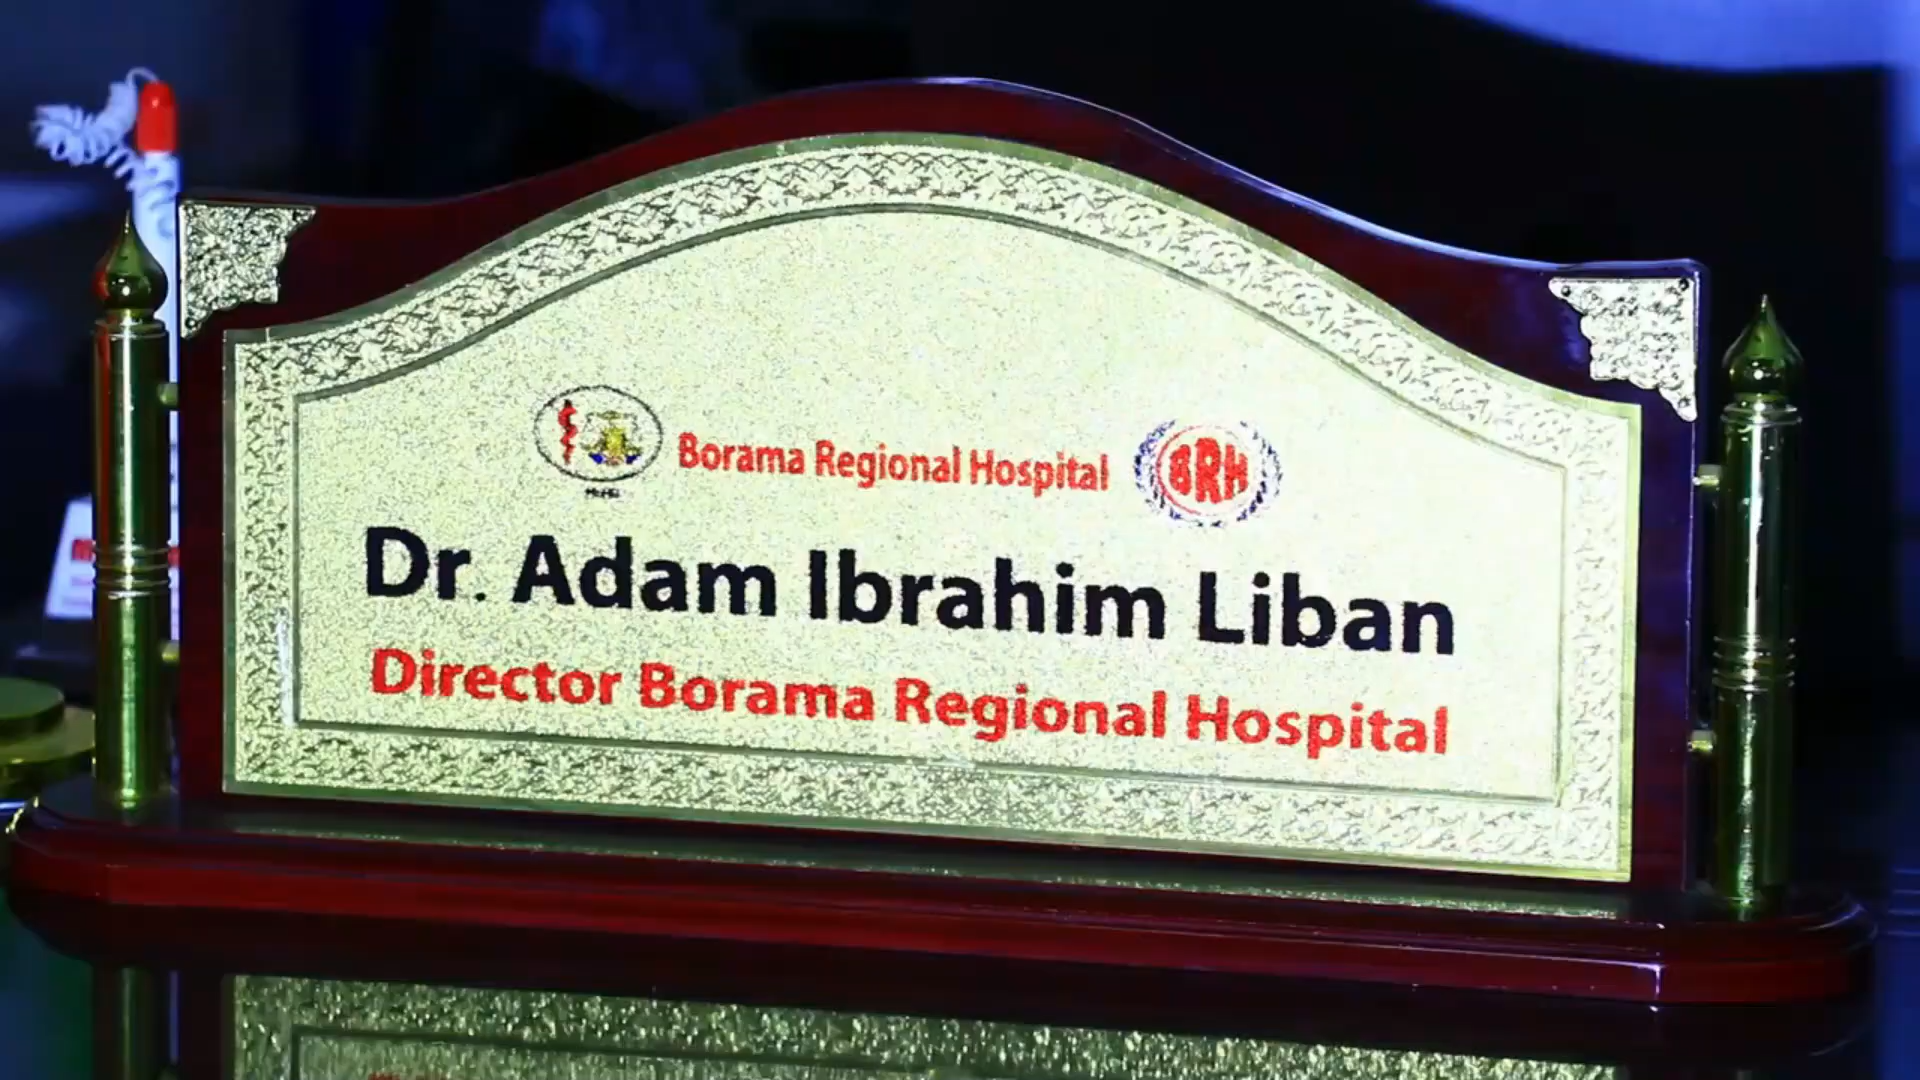 Borama Regional Hospital
BRH
Dr. Adam Ibrahim Liban
Director Borama Regional Hospital